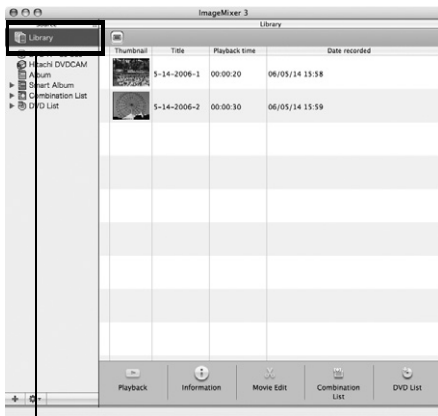 ImageMixer 3
Source
Library
Library
Thumbnail Title Playback time Date recorded
5-14-2006-1 00:00:20 06/05/14 15:58
5-14-2006-2 00:00:30 06/05/14 15:59
Hitachi DVDCAM
Album
Smart Album
Combination List
DVD List
Playback
Information
Movie Edit
Combination
List
DVD List